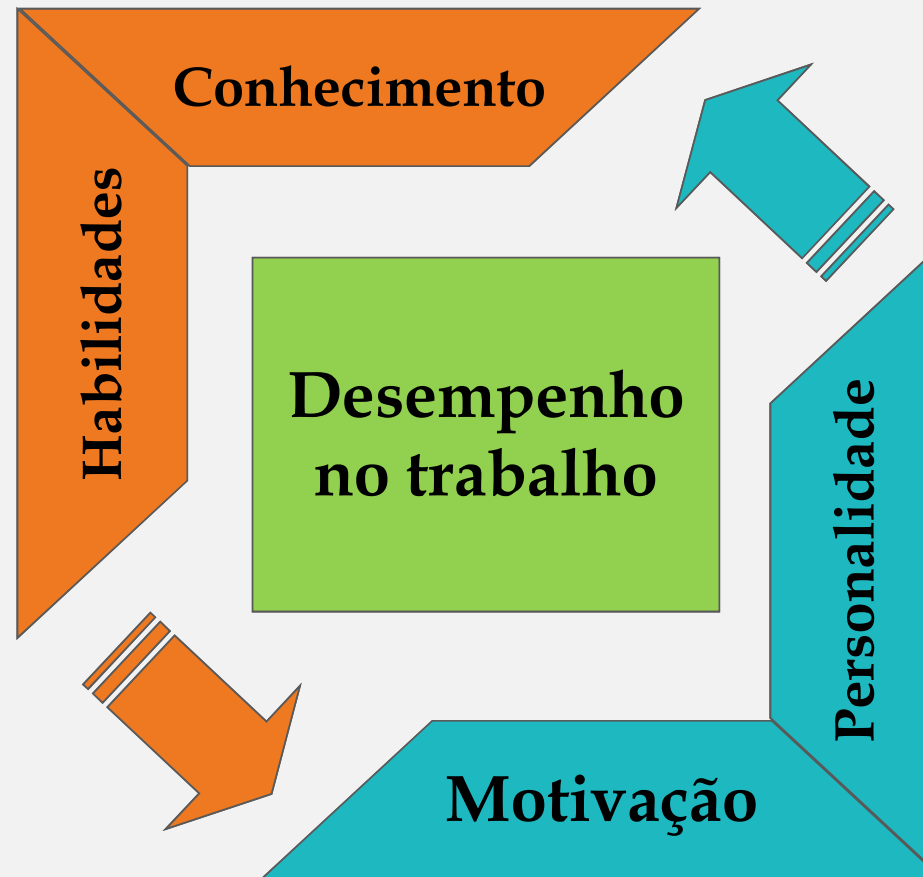 Conhecimento
Habilidades
Desempenho
no trabalho
Personalidade
Motivação